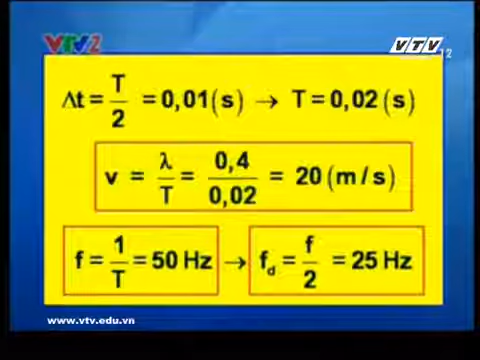 VTV2
VTV
12
Δt = T/2 = 0,01 (s) → T = 0,02 (s)
v = λ/T = 0,4/0,02 = 20 (m/s)
f = 1/T = 50 Hz → f_d = f/2 = 25 Hz
www.vtv.edu.vn